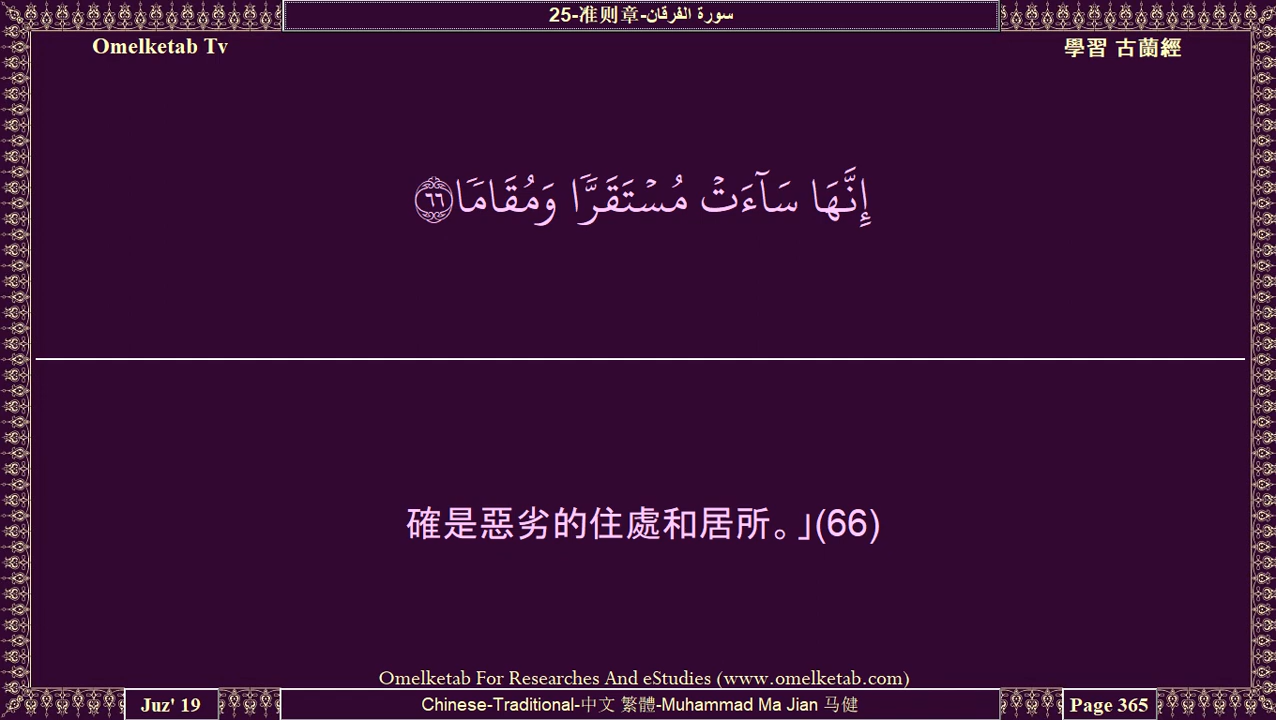 25-准则章-سورة الفرقان
Omelketab Tv
學習 古蘭經
إِنَّهَا سَآءَتۡ مُسۡتَقَرّٗا وَمُقَامٗا ٦٦
確是惡劣的住處和居所。」(66)
Omelketab For Researches And eStudies (www.omelketab.com)
Juz' 19
Chinese-Traditional-中文 繁體-Muhammad Ma Jian 马健
Page 365